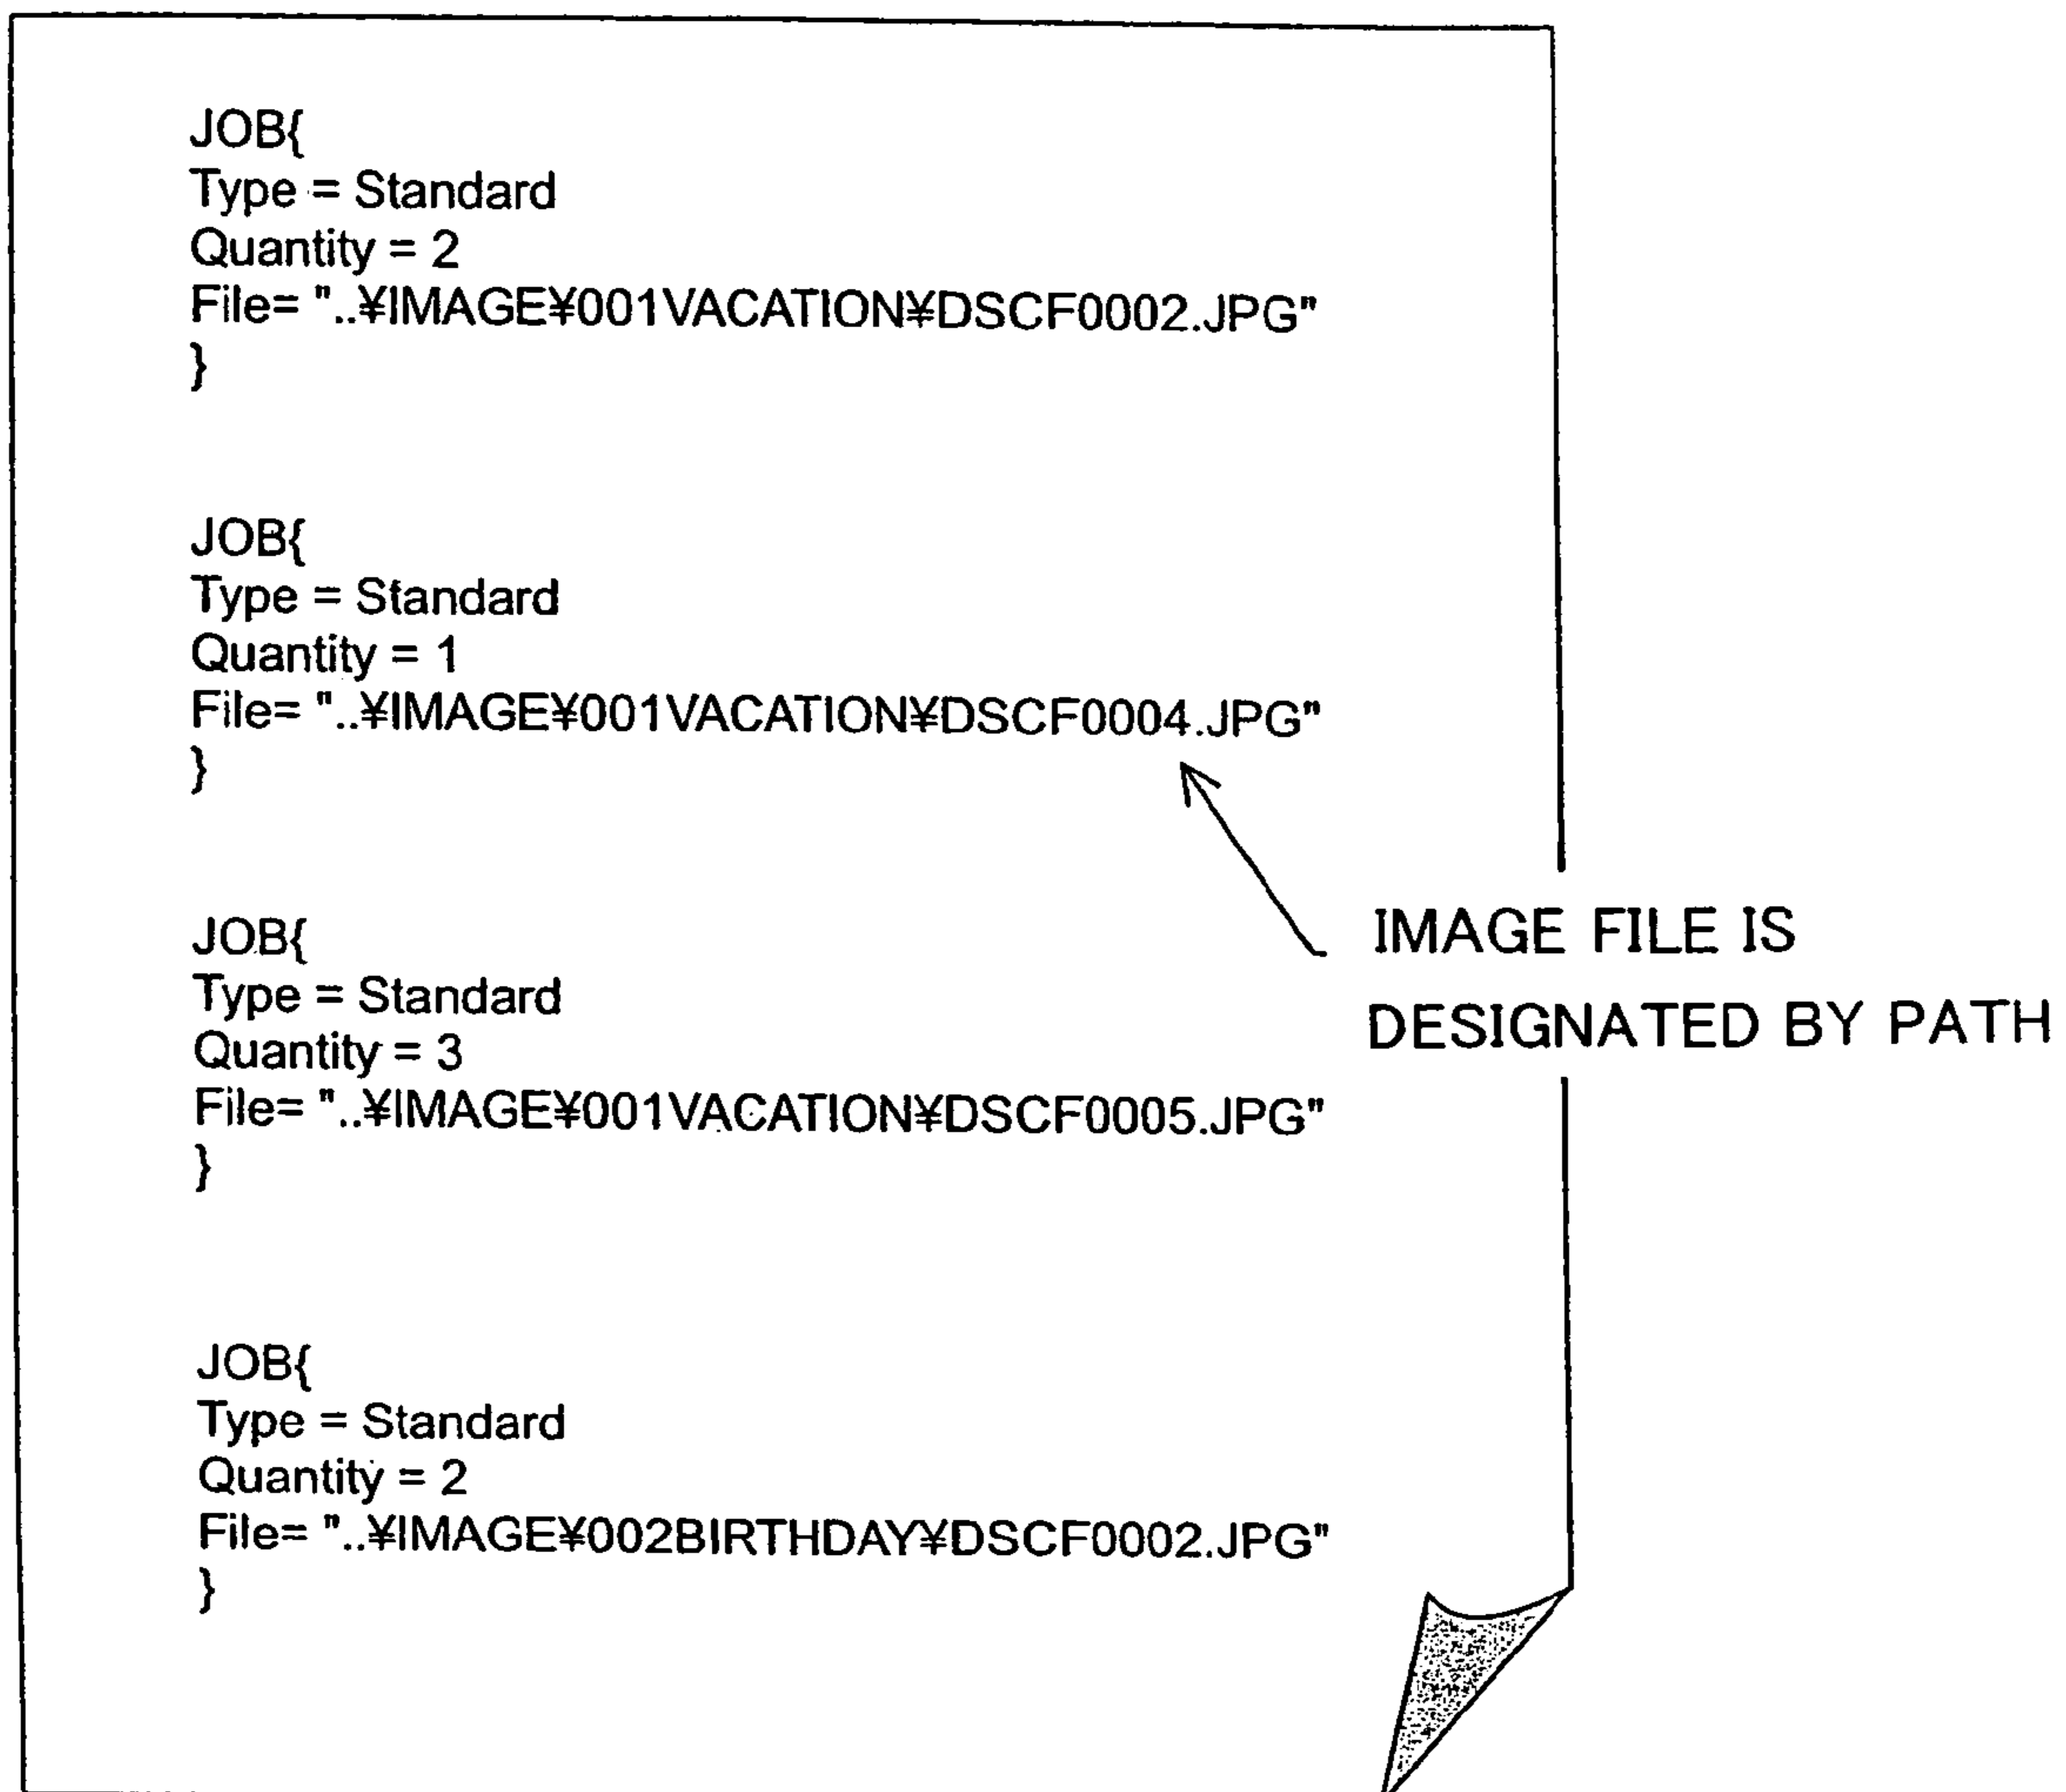 JOB{
Type = Standard
Quantity = 2
File= "..¥IMAGE¥001VACATION¥DSCF0002.JPG"
}
JOB{
Type = Standard
Quantity = 1
File= "..¥IMAGE¥001VACATION¥DSCF0004.JPG"
}
JOB{
Type = Standard
Quantity = 3
File= "..¥IMAGE¥001VACATION¥DSCF0005.JPG"
}
JOB{
Type = Standard
Quantity = 2
File= "..¥IMAGE¥002BIRTHDAY¥DSCF0002.JPG"
}
IMAGE FILE IS
DESIGNATED BY PATH